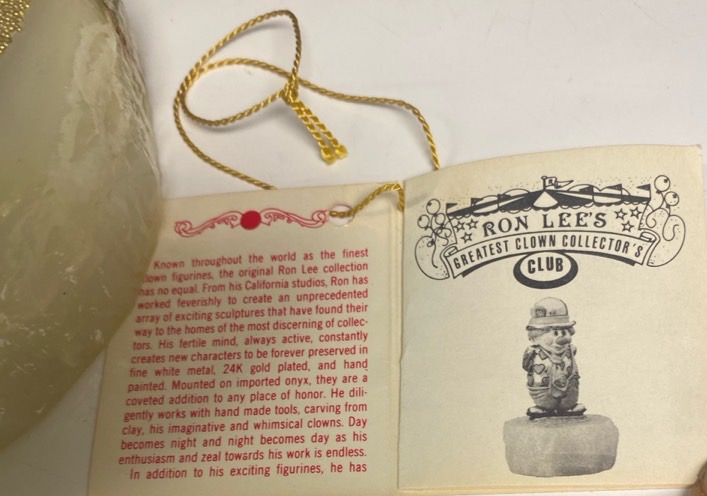 Known throughout the world as the finest
clown figurines, the original Ron Lee collection
has no equal. From his California studios, Ron has
worked feverishly to create an unprecedented
array of exciting sculptures that have found their
way to the homes of the most discerning of collec-
tors. His fertile mind, always active, constantly
creates new characters to be forever preserved in
fine white metal, 24K gold plated, and hand
painted. Mounted on imported onyx, they are a
coveted addition to any place of honor. He dili-
gently works with hand made tools, carving from
clay, his imaginative and whimsical clowns. Day
becomes night and night becomes day as his
enthusiasm and zeal towards his work is endless.
In addition to his exciting figurines, he has
RON LEE'S
GREATEST CLOWN COLLECTOR'S
CLUB